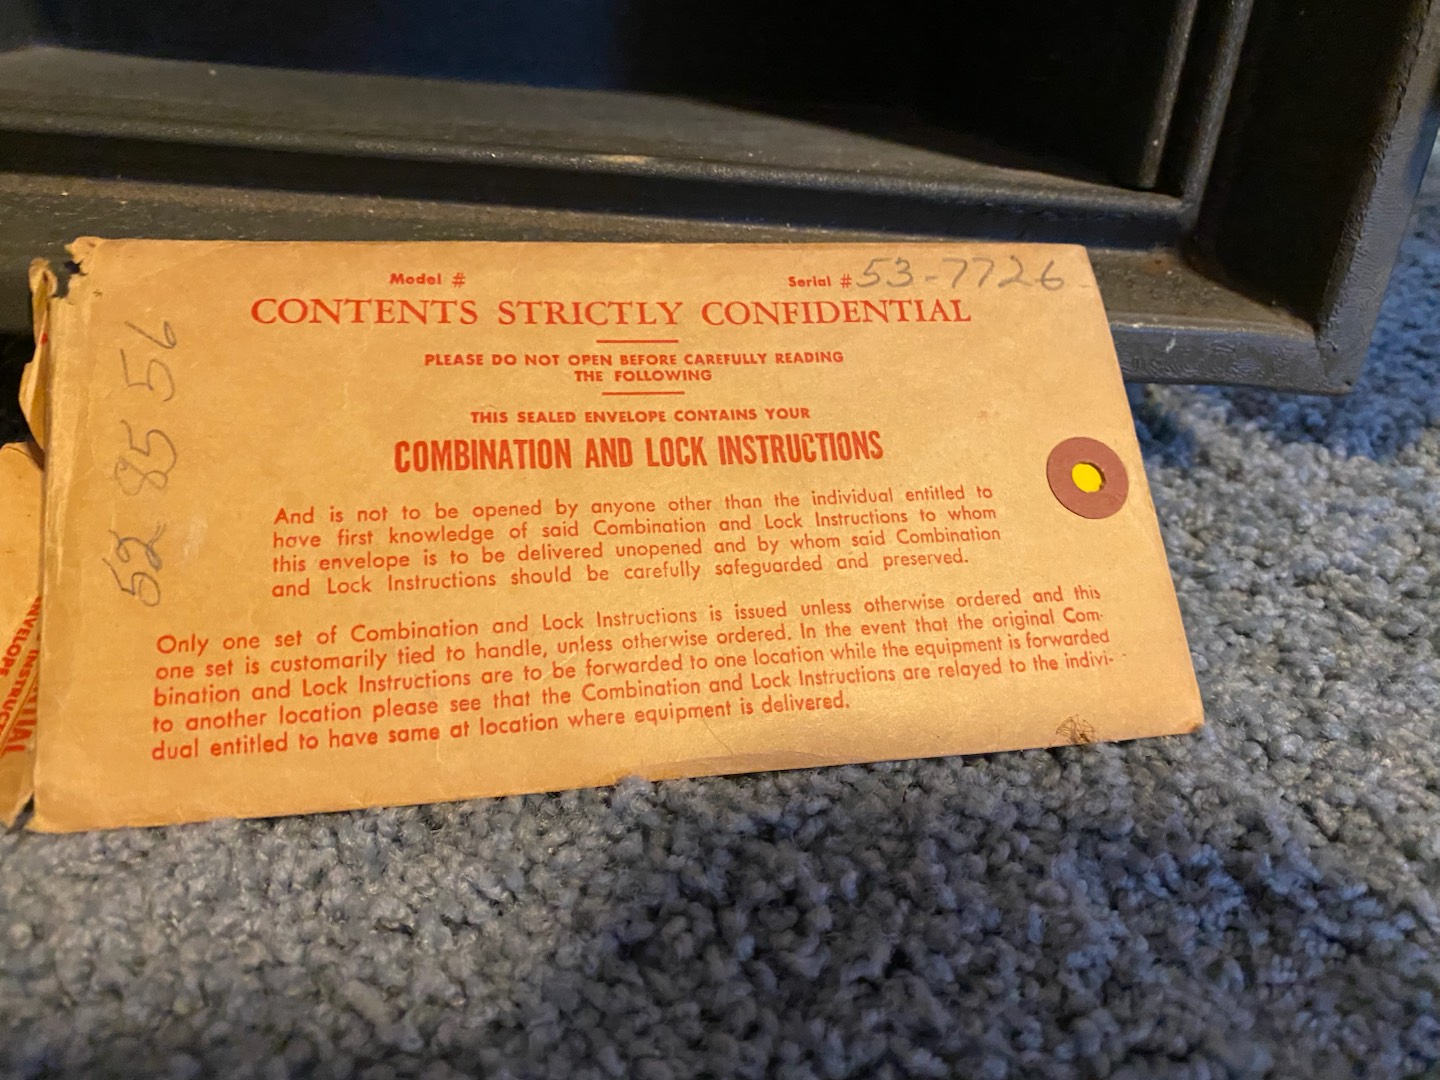 Model #
Serial # 53-7726
CONTENTS STRICTLY CONFIDENTIAL
PLEASE DO NOT OPEN BEFORE CAREFULLY READING
THE FOLLOWING
THIS SEALED ENVELOPE CONTAINS YOUR
COMBINATION AND LOCK INSTRUCTIONS
And is not to be opened by anyone other than the individual entitled to
have first knowledge of said Combination and Lock Instructions to whom
this envelope is to be delivered unopened and by whom said Combination
and Lock Instructions should be carefully safeguarded and preserved.
Only one set of Combination and Lock Instructions is issued unless otherwise ordered and this
one set is customarily tied to handle, unless otherwise ordered. In the event that the original Com-
bination and Lock Instructions are to be forwarded to one location while the equipment is forwarded
to another location please see that the Combination and Lock Instructions are relayed to the indivi-
dual entitled to have same at location where equipment is delivered.
52 85 56